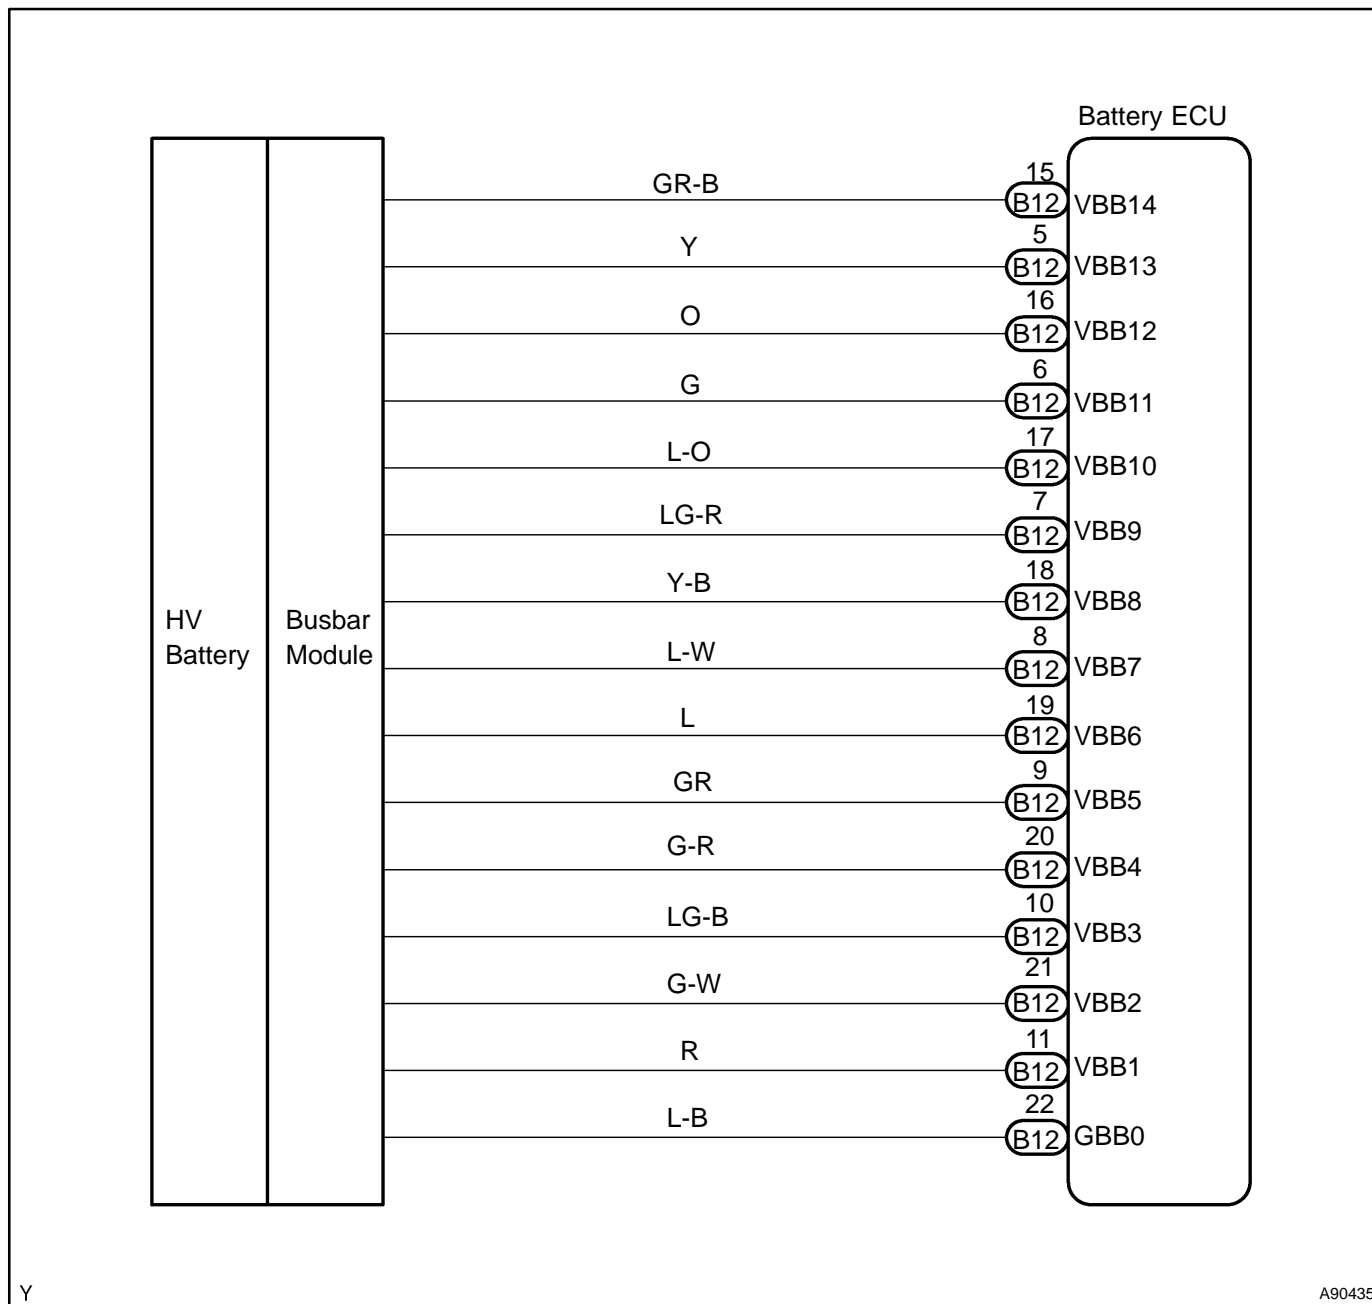 Battery ECU
GR-B 15 B12 VBB14
Y 5 B12 VBB13
O 16 B12 VBB12
G 6 B12 VBB11
L-O 17 B12 VBB10
LG-R 7 B12 VBB9
Y-B 18 B12 VBB8
HV Battery
Busbar Module
L-W 8 B12 VBB7
L 19 B12 VBB6
GR 9 B12 VBB5
G-R 20 B12 VBB4
LG-B 10 B12 VBB3
G-W 21 B12 VBB2
R 11 B12 VBB1
L-B 22 B12 GBB0
Y A90435